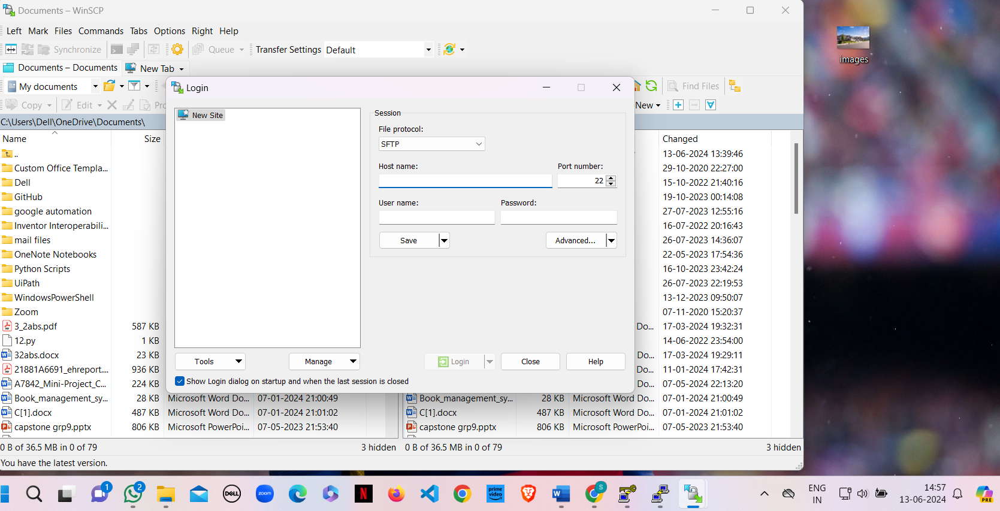 Documents – WinSCP
Left Mark Files Commands Tabs Options Right Help
Synchronize Queue Transfer Settings Default
Documents – Documents New Tab
My documents Find Files
Copy Edit New
C:\Users\Dell\OneDrive\Documents\
Name Size Changed
.. 13-06-2024 13:39:46
Custom Office Templa... 29-10-2020 22:27:00
Dell 15-10-2022 21:40:16
GitHub 19-10-2023 00:14:08
google automation 27-07-2023 12:55:16
Inventor Interoperabili... 16-07-2022 20:16:43
mail files 26-07-2023 14:36:07
OneNote Notebooks 22-05-2023 17:54:36
Python Scripts 16-10-2023 23:42:24
UiPath 26-07-2023 22:19:53
WindowsPowerShell 13-12-2023 09:50:07
Zoom 07-11-2020 15:20:37
3_2abs.pdf 587 KB Do... 17-03-2024 19:32:31
12.py 1 KB 14-06-2022 23:54:00
32abs.docx 23 KB Do... 17-03-2024 19:29:11
21881A6691_ehreport.... 936 KB Do... 11-01-2024 17:42:31
A7842_Mini-Project_C... 224 KB Do... 07-05-2024 22:13:20
Book_management_sy... 28 KB Microsoft Word Do... 07-01-2024 21:00:49 Book_management_sy... 28 KB Microsoft Word Do... 07-01-2024 21:00:49
C[1].docx 487 KB Microsoft Word Do... 07-01-2024 21:01:02 C[1].docx 487 KB Microsoft Word Do... 07-01-2024 21:01:02
capstone grp9.pptx 806 KB Microsoft PowerPoi... 07-05-2023 21:53:40 capstone grp9.pptx 806 KB Microsoft PowerPoi... 07-05-2023 21:53:40
0 B of 36.5 MB in 0 of 79 3 hidden 0 B of 36.5 MB in 0 of 79 3 hidden
You have the latest version.
Login
New Site
Session
File protocol:
SFTP
Host name: Port number:
22
User name: Password:
Save Advanced...
Tools Manage Login Close Help
Show Login dialog on startup and when the last session is closed
images
1 2 DELL zoom N prime video W S
ENG IN
14:57
13-06-2024
PRE